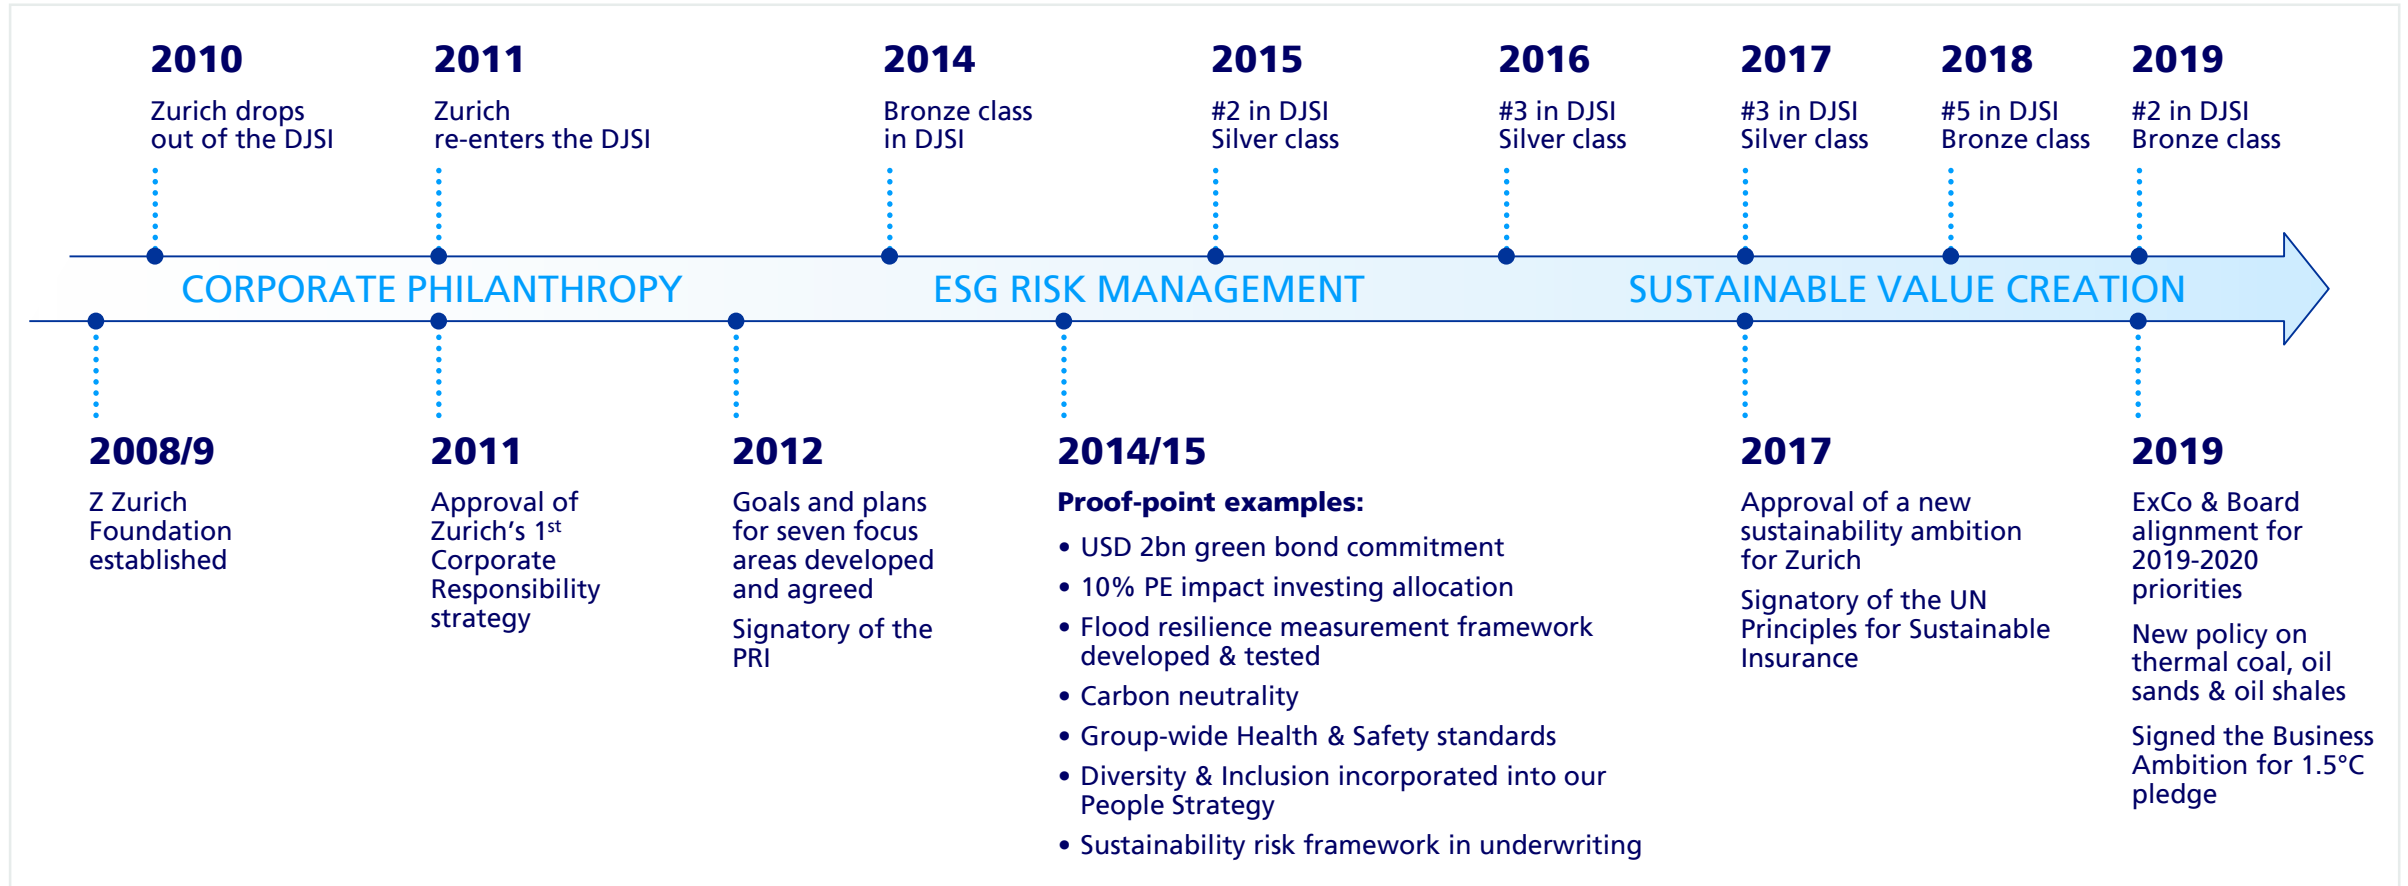 2010
Zurich drops
out of the DJSI
2011
Zurich
re-enters the DJSI
2014
Bronze class
in DJSI
2015
#2 in DJSI
Silver class
2016
#3 in DJSI
Silver class
2017
#3 in DJSI
Silver class
2018
#5 in DJSI
Bronze class
2019
#2 in DJSI
Bronze class
CORPORATE PHILANTHROPY
ESG RISK MANAGEMENT
SUSTAINABLE VALUE CREATION
2008/9
Z Zurich
Foundation
established
2011
Approval of
Zurich’s 1st
Corporate
Responsibility
strategy
2012
Goals and plans
for seven focus
areas developed
and agreed
Signatory of the
PRI
2014/15
Proof-point examples:
• USD 2bn green bond commitment
• 10% PE impact investing allocation
• Flood resilience measurement framework
developed & tested
• Carbon neutrality
• Group-wide Health & Safety standards
• Diversity & Inclusion incorporated into our
People Strategy
• Sustainability risk framework in underwriting
2017
Approval of a new
sustainability ambition
for Zurich
Signatory of the UN
Principles for Sustainable
Insurance
2019
ExCo & Board
alignment for
2019-2020
priorities
New policy on
thermal coal, oil
sands & oil shales
Signed the Business
Ambition for 1.5°C
pledge